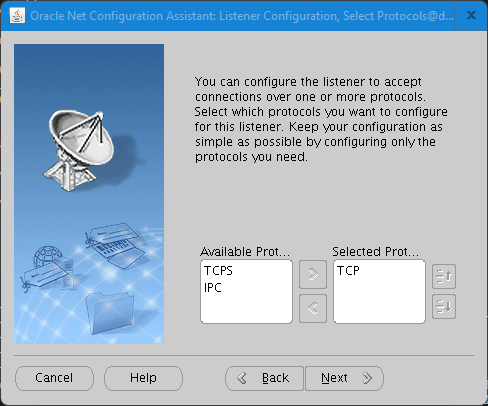 Oracle Net Configuration Assistant: Listener Configuration, Select Protocols@d...
You can configure the listener to accept
connections over one or more protocols.
Select which protocols you want to configure
for this listener. Keep your configuration as
simple as possible by configuring only the
protocols you need.
Available Prot... Selected Prot...
TCPS TCP
IPC
Cancel Help Back Next